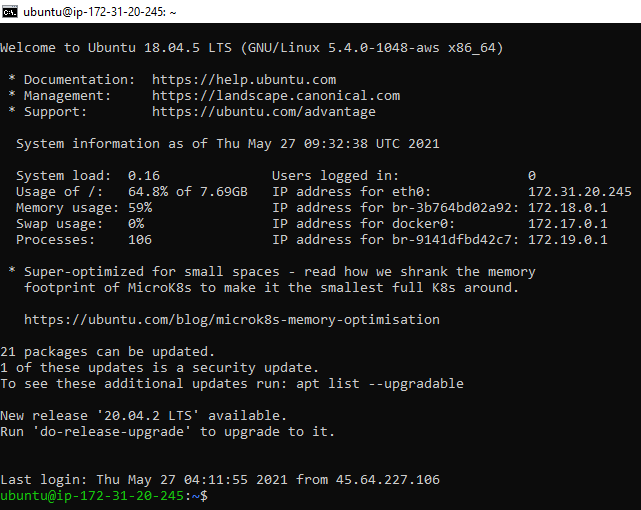 ubuntu@ip-172-31-20-245: ~
Welcome to Ubuntu 18.04.5 LTS (GNU/Linux 5.4.0-1048-aws x86_64)
* Documentation:  https://help.ubuntu.com
* Management:     https://landscape.canonical.com
* Support:        https://ubuntu.com/advantage
System information as of Thu May 27 09:32:38 UTC 2021
System load:  0.16              Users logged in:                0
Usage of /:   64.8% of 7.69GB   IP address for eth0:            172.31.20.245
Memory usage: 59%               IP address for br-3b764bd02a92: 172.18.0.1
Swap usage:   0%                IP address for docker0:         172.17.0.1
Processes:    106               IP address for br-9141dfbd42c7: 172.19.0.1
* Super-optimized for small spaces - read how we shrank the memory
footprint of MicroK8s to make it the smallest full K8s around.
https://ubuntu.com/blog/microk8s-memory-optimisation
21 packages can be updated.
1 of these updates is a security update.
To see these additional updates run: apt list --upgradable
New release '20.04.2 LTS' available.
Run 'do-release-upgrade' to upgrade to it.
Last login: Thu May 27 04:11:55 2021 from 45.64.227.106
ubuntu@ip-172-31-20-245:~$